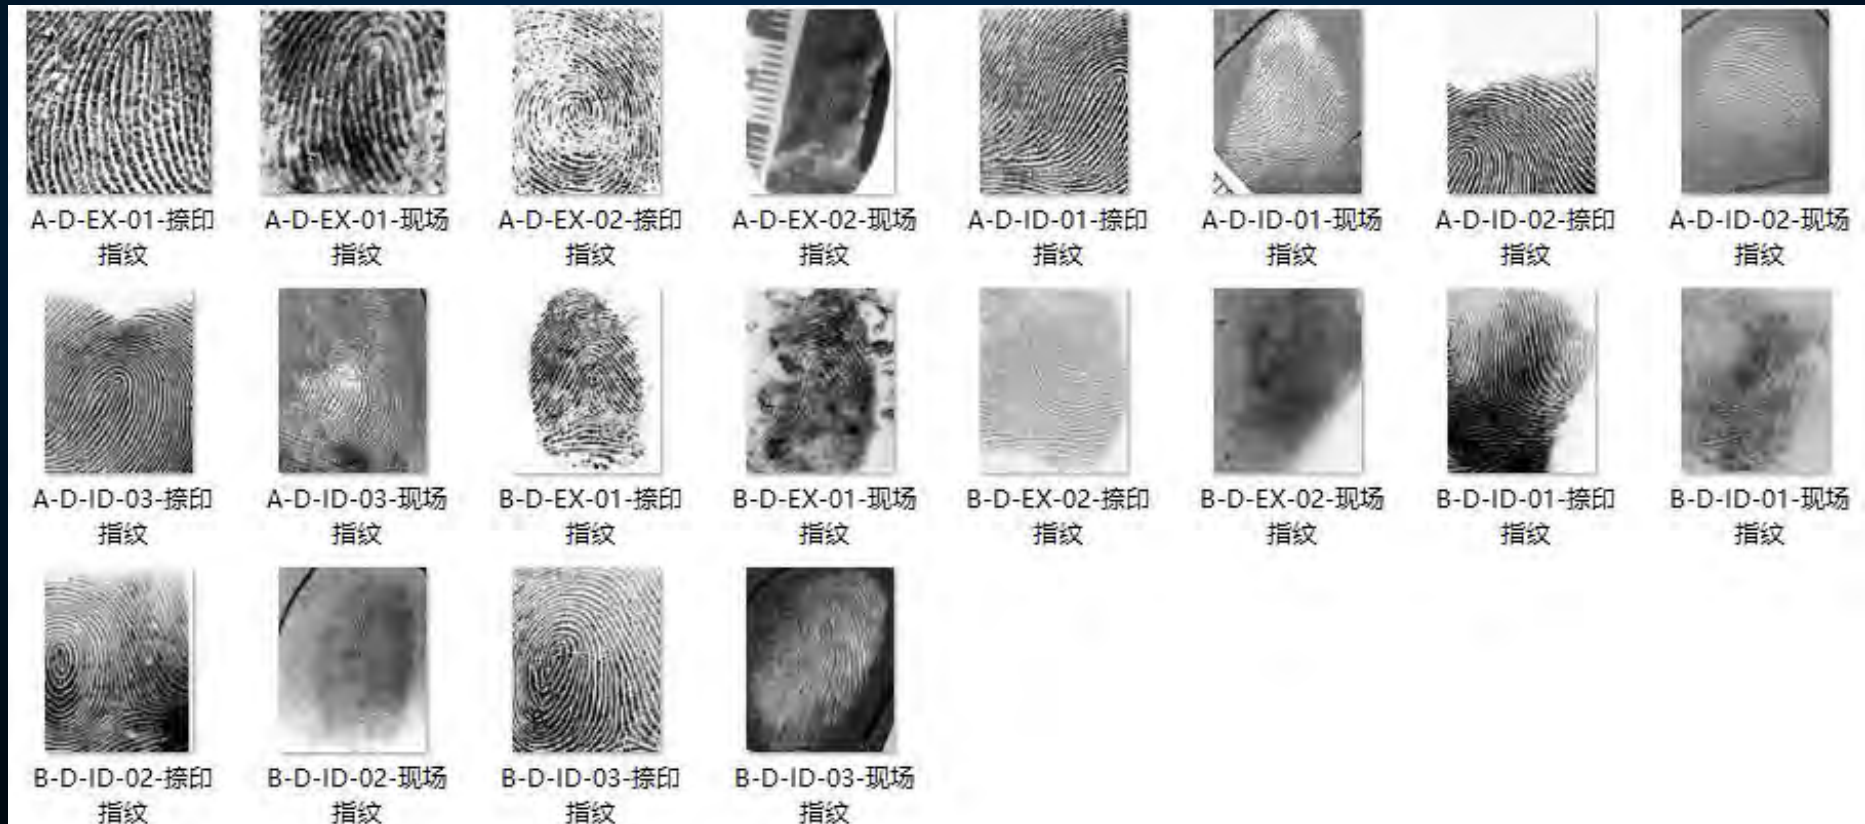 A-D-EX-01-捺印
指纹
A-D-EX-01-现场
指纹
A-D-EX-02-捺印
指纹
A-D-EX-02-现场
指纹
A-D-ID-01-捺印
指纹
A-D-ID-01-现场
指纹
A-D-ID-02-捺印
指纹
A-D-ID-02-现场
指纹
A-D-ID-03-捺印
指纹
A-D-ID-03-现场
指纹
B-D-EX-01-捺印
指纹
B-D-EX-01-现场
指纹
B-D-EX-02-捺印
指纹
B-D-EX-02-现场
指纹
B-D-ID-01-捺印
指纹
B-D-ID-01-现场
指纹
B-D-ID-02-捺印
指纹
B-D-ID-02-现场
指纹
B-D-ID-03-捺印
指纹
B-D-ID-03-现场
指纹